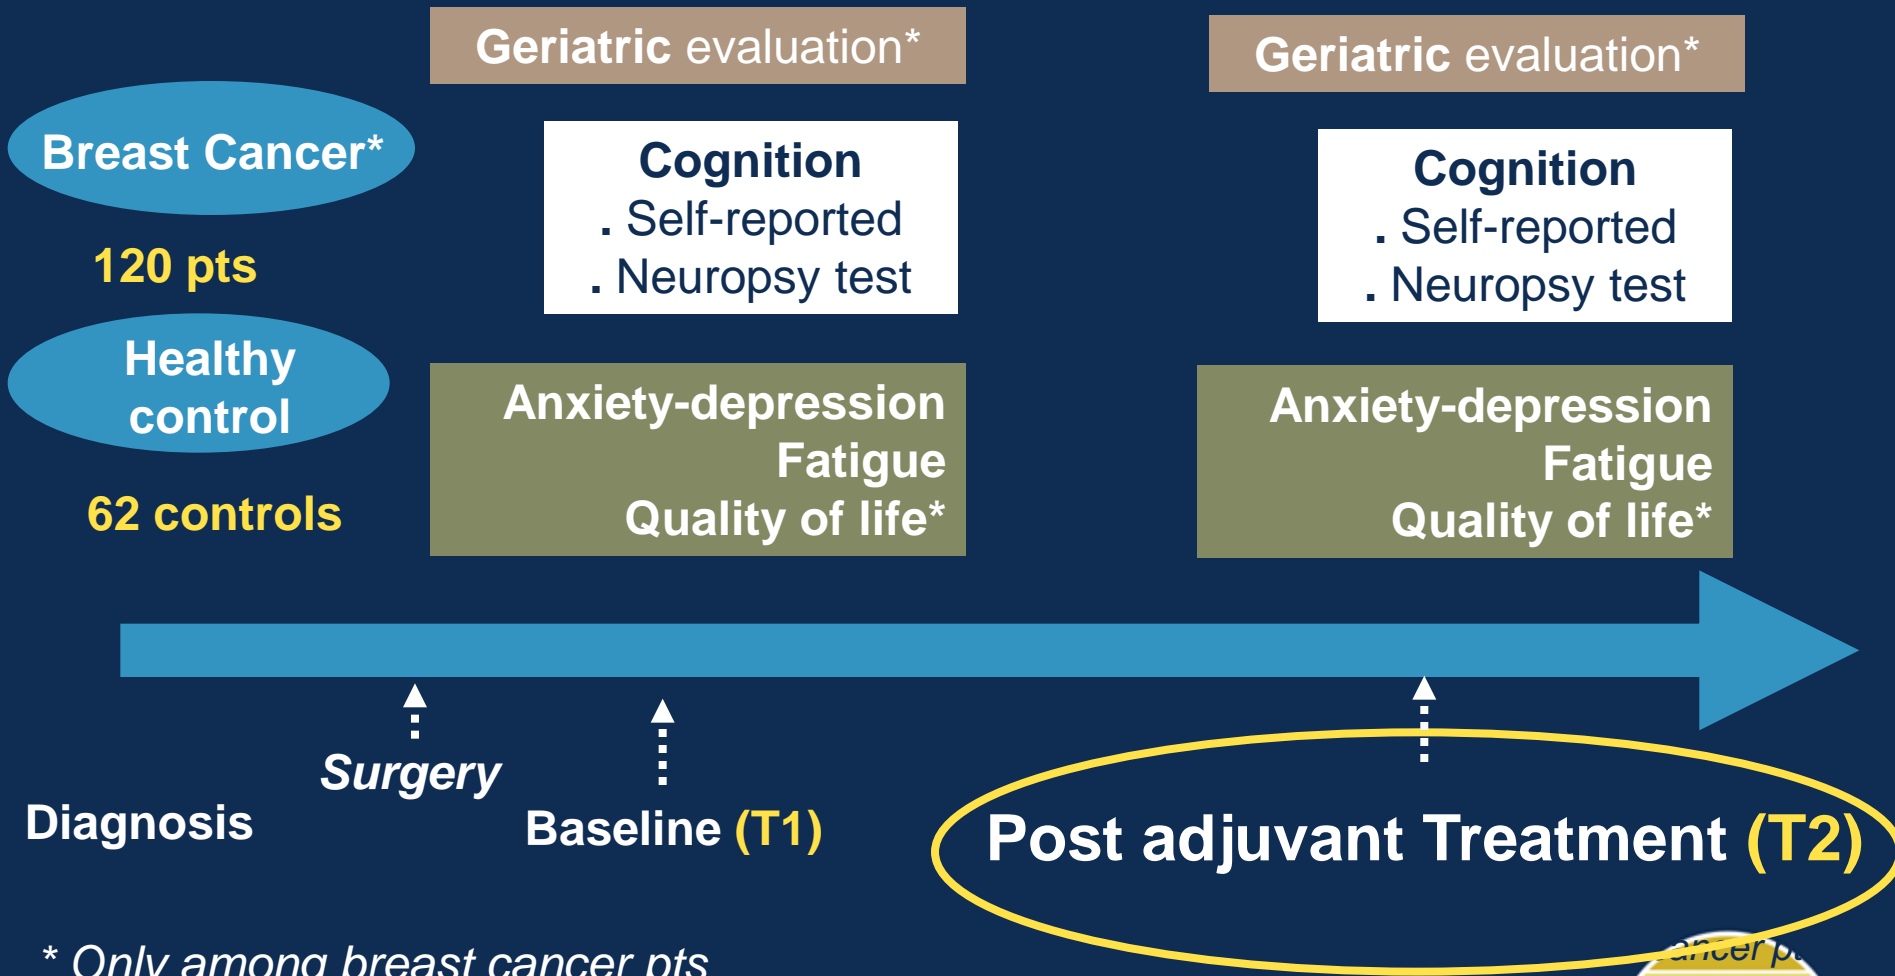 Geriatric evaluation*
Geriatric evaluation*
Breast Cancer*
120 pts
Healthy
control
62 controls
Cognition
. Self-reported
. Neuropsy test
Cognition
. Self-reported
. Neuropsy test
Anxiety-depression
Fatigue
Quality of life*
Anxiety-depression
Fatigue
Quality of life*
Surgery
Diagnosis
Baseline (T1)
Post adjuvant Treatment (T2)
* Only among breast cancer pts